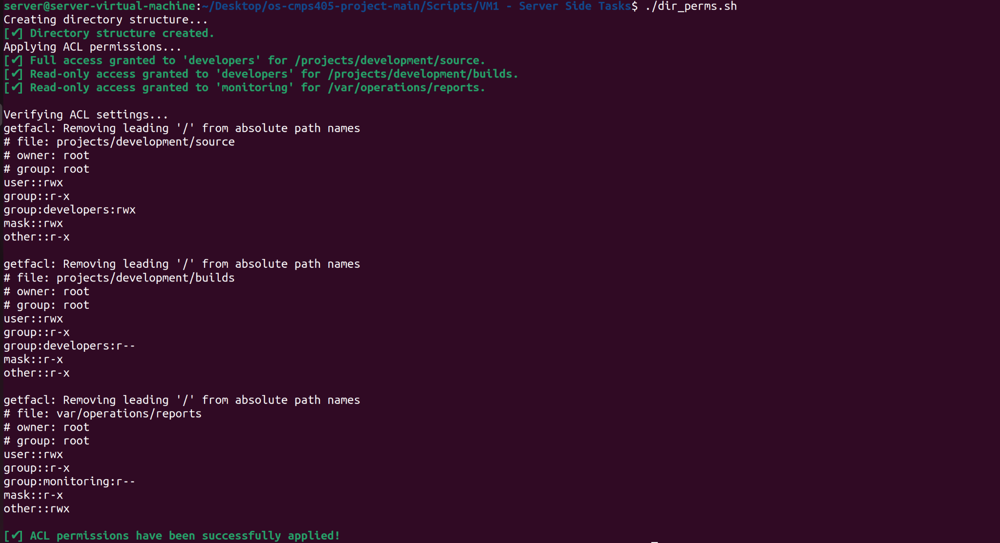 server@server-virtual-machine:~/Desktop/os-cmps405-project-main/Scripts/VM1 - Server Side Tasks$ ./dir_perms.sh
Creating directory structure...
[✔] Directory structure created.
Applying ACL permissions...
[✔] Full access granted to 'developers' for /projects/development/source.
[✔] Read-only access granted to 'developers' for /projects/development/builds.
[✔] Read-only access granted to 'monitoring' for /var/operations/reports.

Verifying ACL settings...
getfacl: Removing leading '/' from absolute path names
# file: projects/development/source
# owner: root
# group: root
user::rwx
group::r-x
group:developers:rwx
mask::rwx
other::r-x

getfacl: Removing leading '/' from absolute path names
# file: projects/development/builds
# owner: root
# group: root
user::rwx
group::r-x
group:developers:r--
mask::r-x
other::r-x

getfacl: Removing leading '/' from absolute path names
# file: var/operations/reports
# owner: root
# group: root
user::rwx
group::r-x
group:monitoring:r--
mask::r-x
other::rwx

[✔] ACL permissions have been successfully applied!